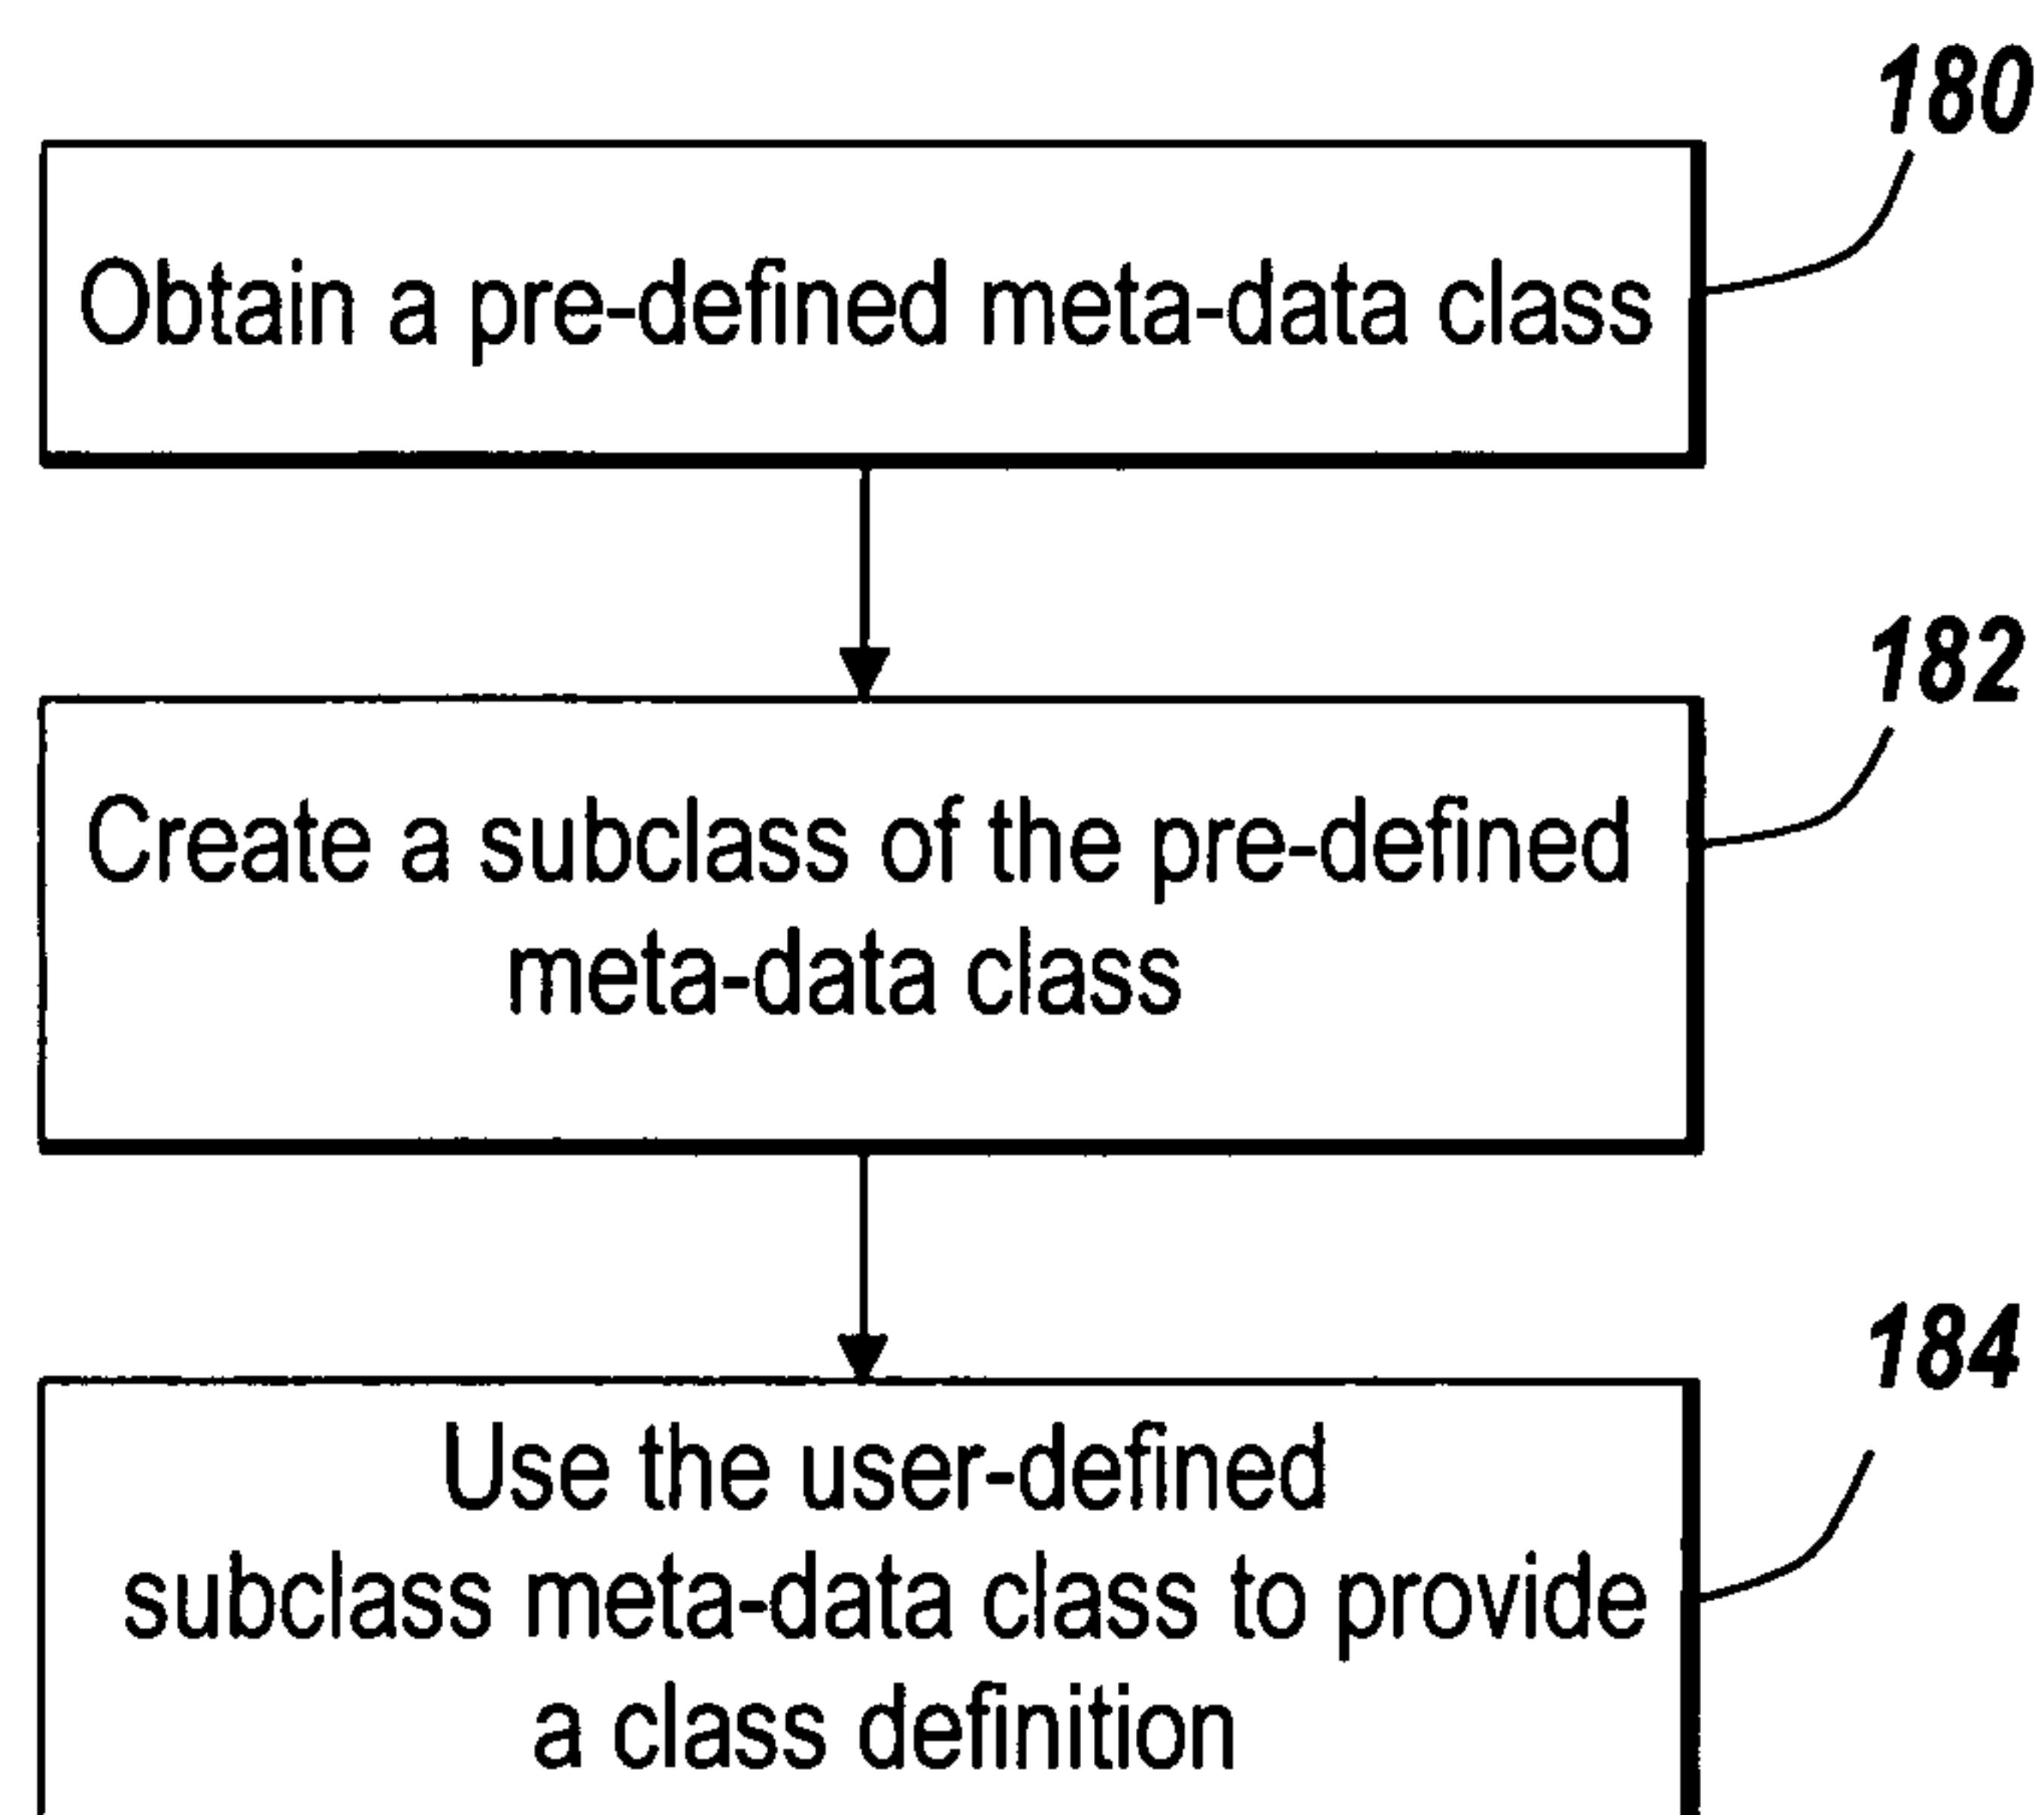 180
Obtain a pre-defined meta-data class
182
Create a subclass of the pre-defined
meta-data class
184
Use the user-defined
subclass meta-data class to provide
a class definition